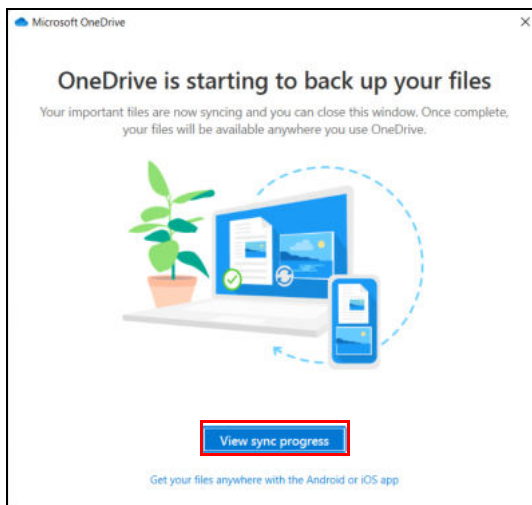 Microsoft OneDrive
OneDrive is starting to back up your files
Your important files are now syncing and you can close this window. Once complete,
your files will be available anywhere you use OneDrive.
View sync progress
Get your files anywhere with the Android or iOS app